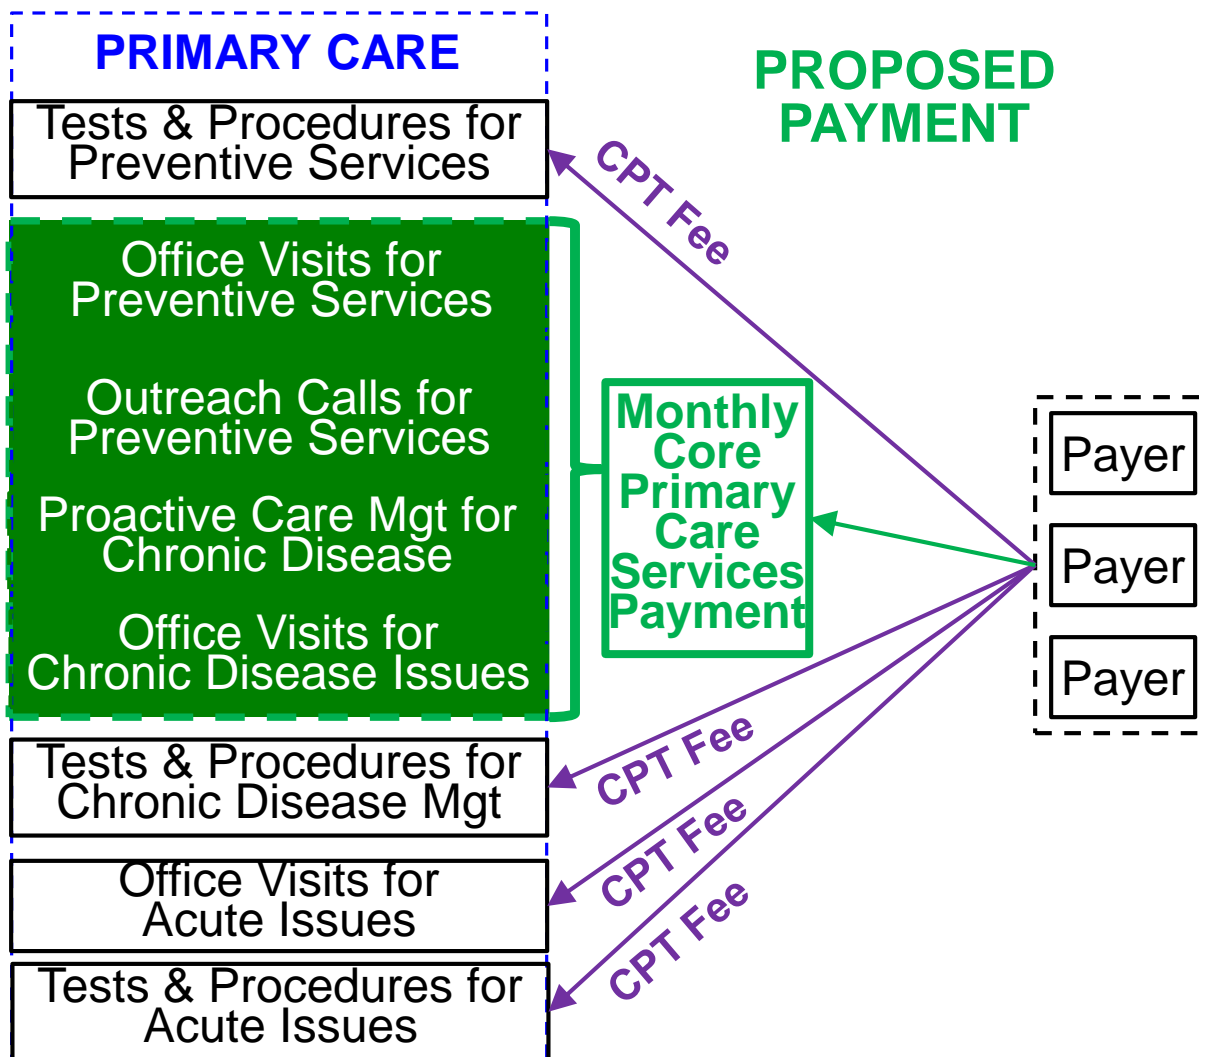 PRIMARY CARE
PROPOSED
PAYMENT
Tests & Procedures for
Preventive Services
CPT Fee
Office Visits for
Preventive Services
Outreach Calls for
Preventive Services
Proactive Care Mgt for
Chronic Disease
Office Visits for
Chronic Disease Issues
Monthly
Core
Primary
Care
Services
Payment
Payer
Payer
Payer
Tests & Procedures for
Chronic Disease Mgt
CPT Fee
Office Visits for
Acute Issues
CPT Fee
Tests & Procedures for
Acute Issues
CPT Fee